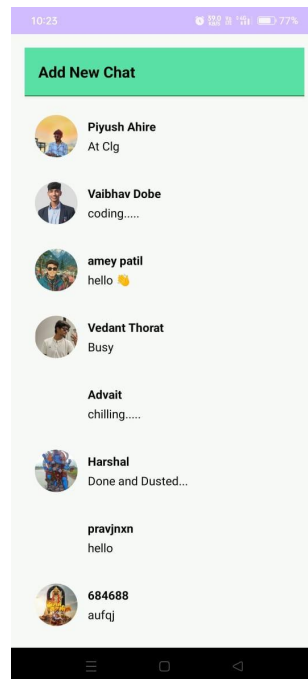 10:23
77%
Add New Chat
Piyush Ahire
At Clg
Vaibhav Dobe
coding.....
amey patil
hello 👋
Vedant Thorat
Busy
Advait
chilling.....
Harshal
Done and Dusted...
pravjnxn
hello
684688
aufqj